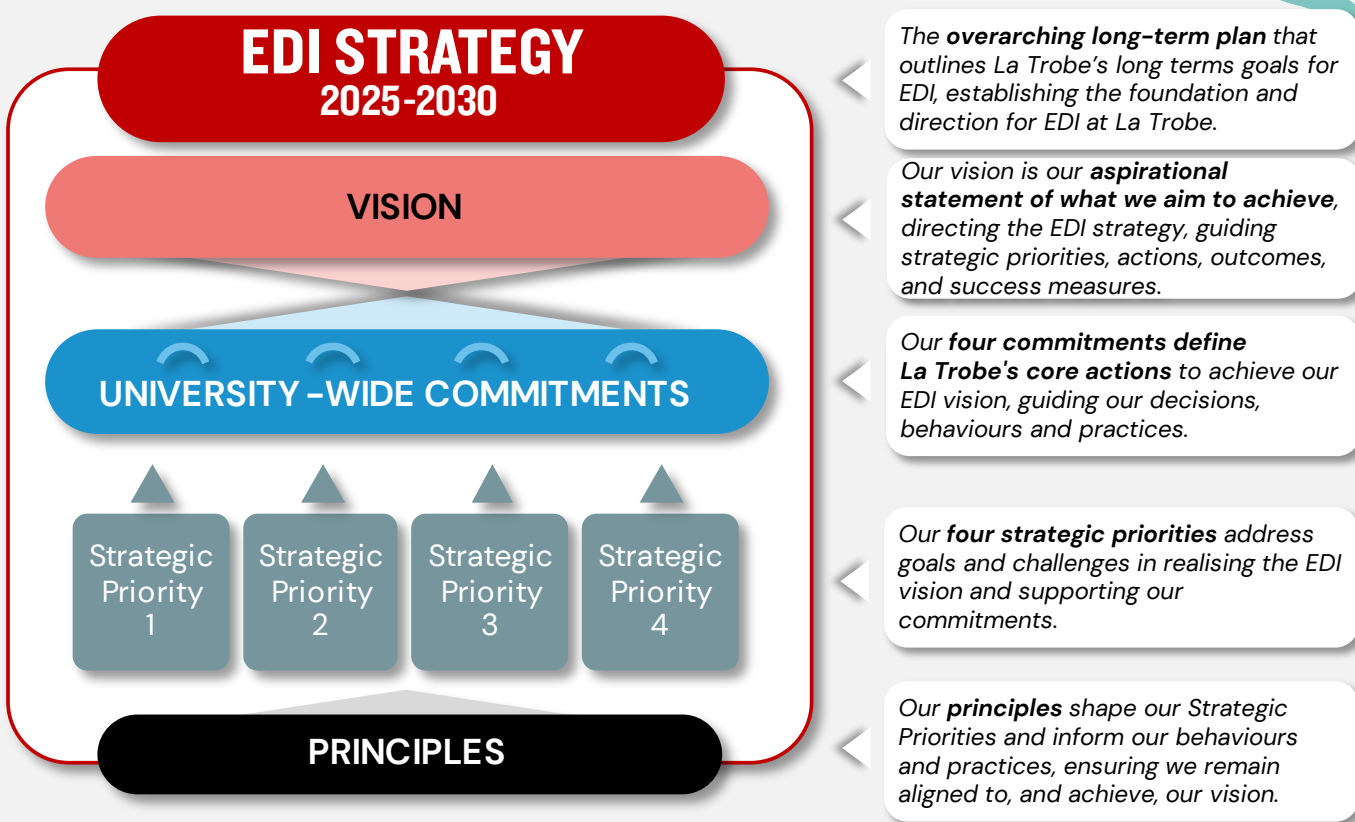 EDI STRATEGY
2025-2030
The overarching long-term plan that
outlines La Trobe's long terms goals for
EDI, establishing the foundation and
direction for EDI at La Trobe.
VISION
Our vision is our aspirational
statement of what we aim to achieve,
directing the EDI strategy, guiding
strategic priorities, actions, outcomes,
and success measures.
UNIVERSITY-WIDE COMMITMENTS
Our four commitments define
La Trobe's core actions to achieve our
EDI vision, guiding our decisions,
behaviours and practices.
Strategic
Priority
1
Strategic
Priority
2
Strategic
Priority
3
Strategic
Priority
4
Our four strategic priorities address
goals and challenges in realising the EDI
vision and supporting our
commitments.
PRINCIPLES
Our principles shape our Strategic
Priorities and inform our behaviours
and practices, ensuring we remain
aligned to, and achieve, our vision.